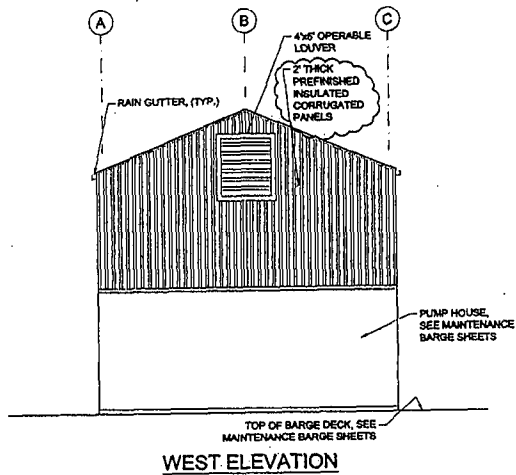 A
B
C
4'x6' OPERABLE
LOUVER
2" THICK
PREFINISHED
INSULATED
CORRUGATED
PANELS
RAIN GUTTER, (TYP.)
PUMP HOUSE,
SEE MAINTENANCE
BARGE SHEETS
TOP OF BARGE DECK, SEE
MAINTENANCE BARGE SHEETS
WEST ELEVATION